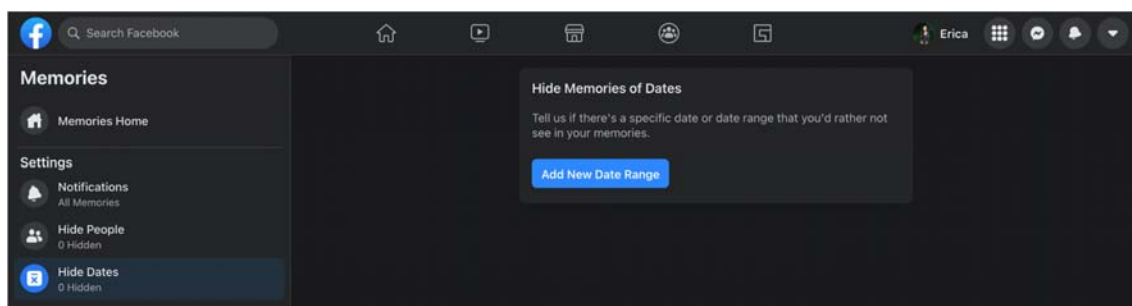 Search Facebook
Erica
Memories
Memories Home
Settings
Notifications
All Memories
Hide People
0 Hidden
Hide Dates
0 Hidden
Hide Memories of Dates
Tell us if there's a specific date or date range that you'd rather not
see in your memories.
Add New Date Range